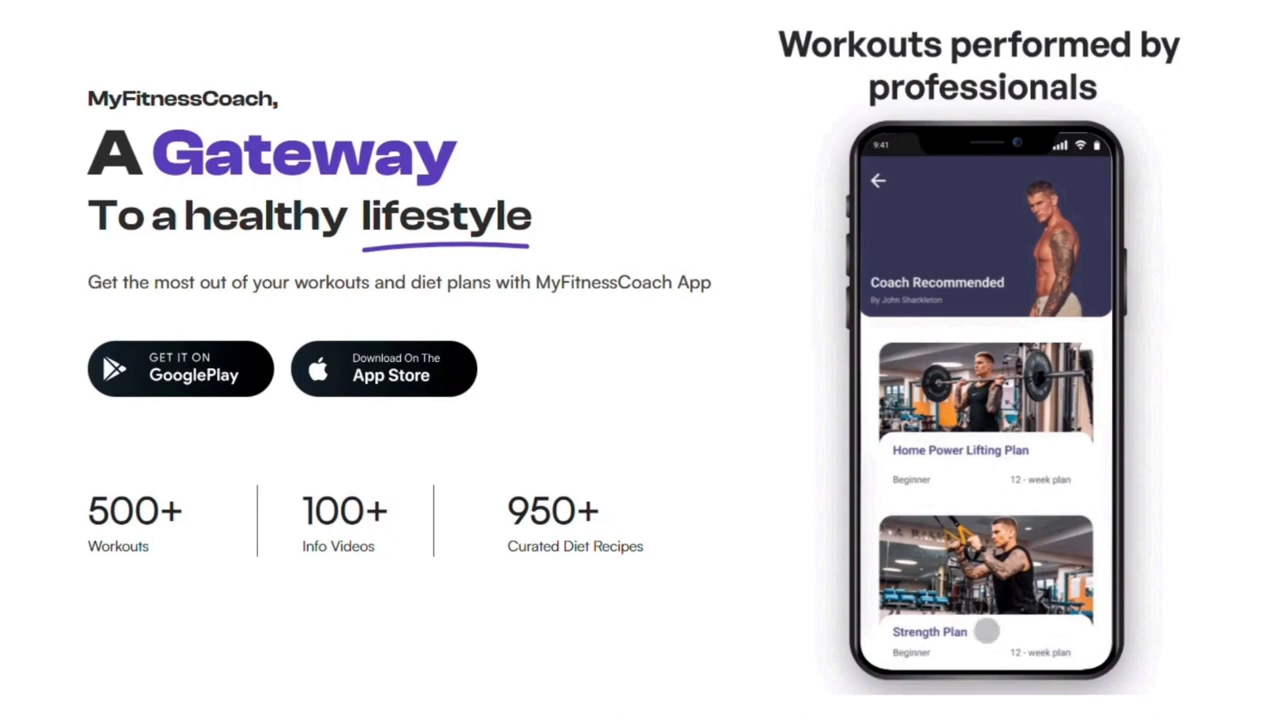 MyFitnessCoach,
A Gateway
To a healthy lifestyle
Get the most out of your workouts and diet plans with MyFitnessCoach App
GET IT ON
GooglePlay
Download On The
App Store
500+
Workouts
100+
Info Videos
950+
Curated Diet Recipes
Workouts performed by
professionals
9:41
Coach Recommended
By John Shackleton
Home Power Lifting Plan
Beginner 12 - week plan
Strength Plan
Beginner 12 - week plan